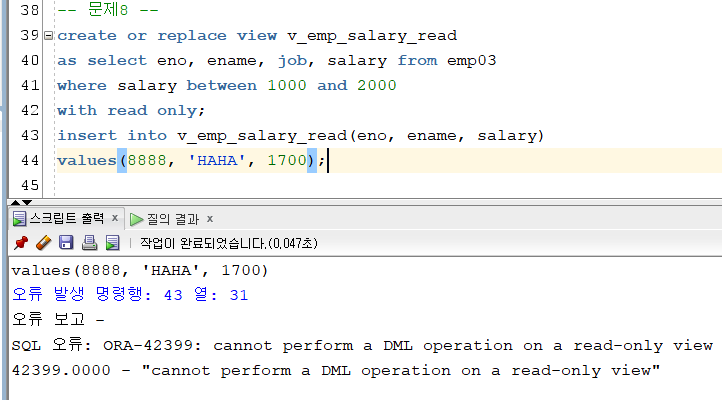 38 -- 문제8 --
39 create or replace view v_emp_salary_read
40 as select eno, ename, job, salary from emp03
41 where salary between 1000 and 2000
42 with read only;
43 insert into v_emp_salary_read(eno, ename, salary)
44 values(8888, 'HAHA', 1700);
45
스크립트 출력 x 질의 결과 x
작업이 완료되었습니다.(0,047초)
values(8888, 'HAHA', 1700)
오류 발생 명령행: 43 열: 31
오류 보고 -
SQL 오류: ORA-42399: cannot perform a DML operation on a read-only view
42399.0000 - "cannot perform a DML operation on a read-only view"